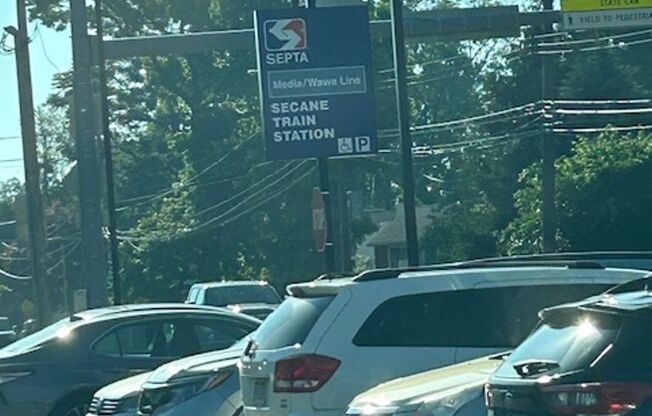 STATE LAW
YIELD TO PEDESTRIANS
SEPTA
Media/Wawa Line
SECANE
TRAIN
STATION
P